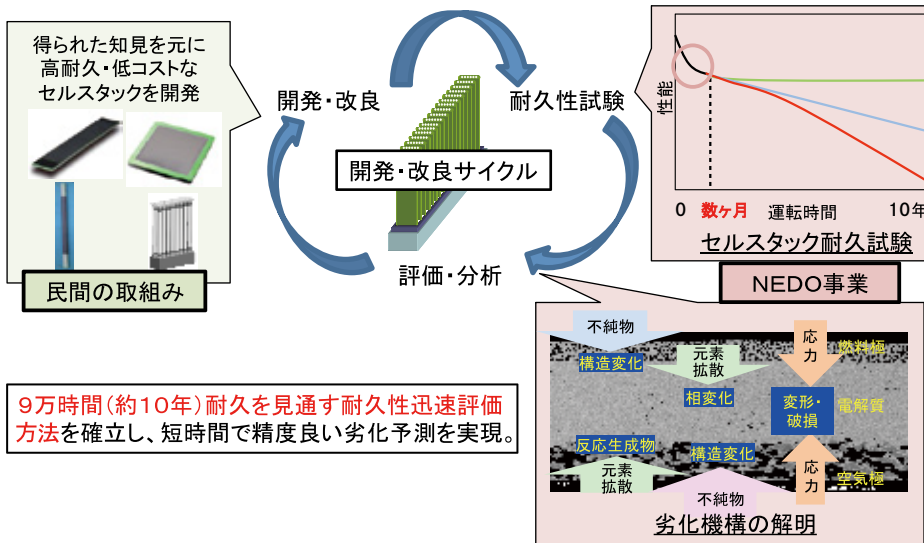 得られた知見を元に
高耐久・低コストな
セルスタックを開発
民間の取組み
開発・改良
耐久性試験
開発・改良サイクル
評価・分析
性能
0 数ヶ月 運転時間 10年
セルスタック耐久試験
NEDO事業
不純物
構造変化
元素
拡散
相変化
応力
燃料極
変形・
破損
電解質
反応生成物
元素
拡散
構造変化
不純物
応力
空気極
劣化機構の解明
9万時間(約10年)耐久を見通す耐久性迅速評価
方法を確立し、短時間で精度良い劣化予測を実現。